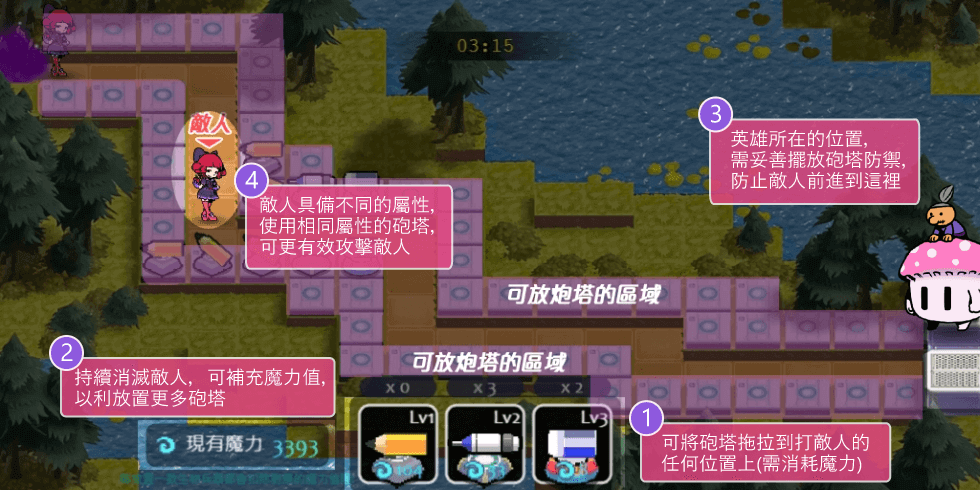 03:15
3
英雄所在的位置,
需妥善擺放砲塔防禦,
防止敵人前進到這裡
敵人
4
敵人具備不同的屬性,
使用相同屬性的砲塔,
可更有效攻擊敵人
可放炮塔的區域
可放炮塔的區域
2
持續消滅敵人, 可補充魔力值,
以利放置更多砲塔
x0 x3 x2
Lv1 Lv2 Lv3
1
可將砲塔拖拉到打敵人的
任何位置上(需消耗魔力)
現有魔力 3393